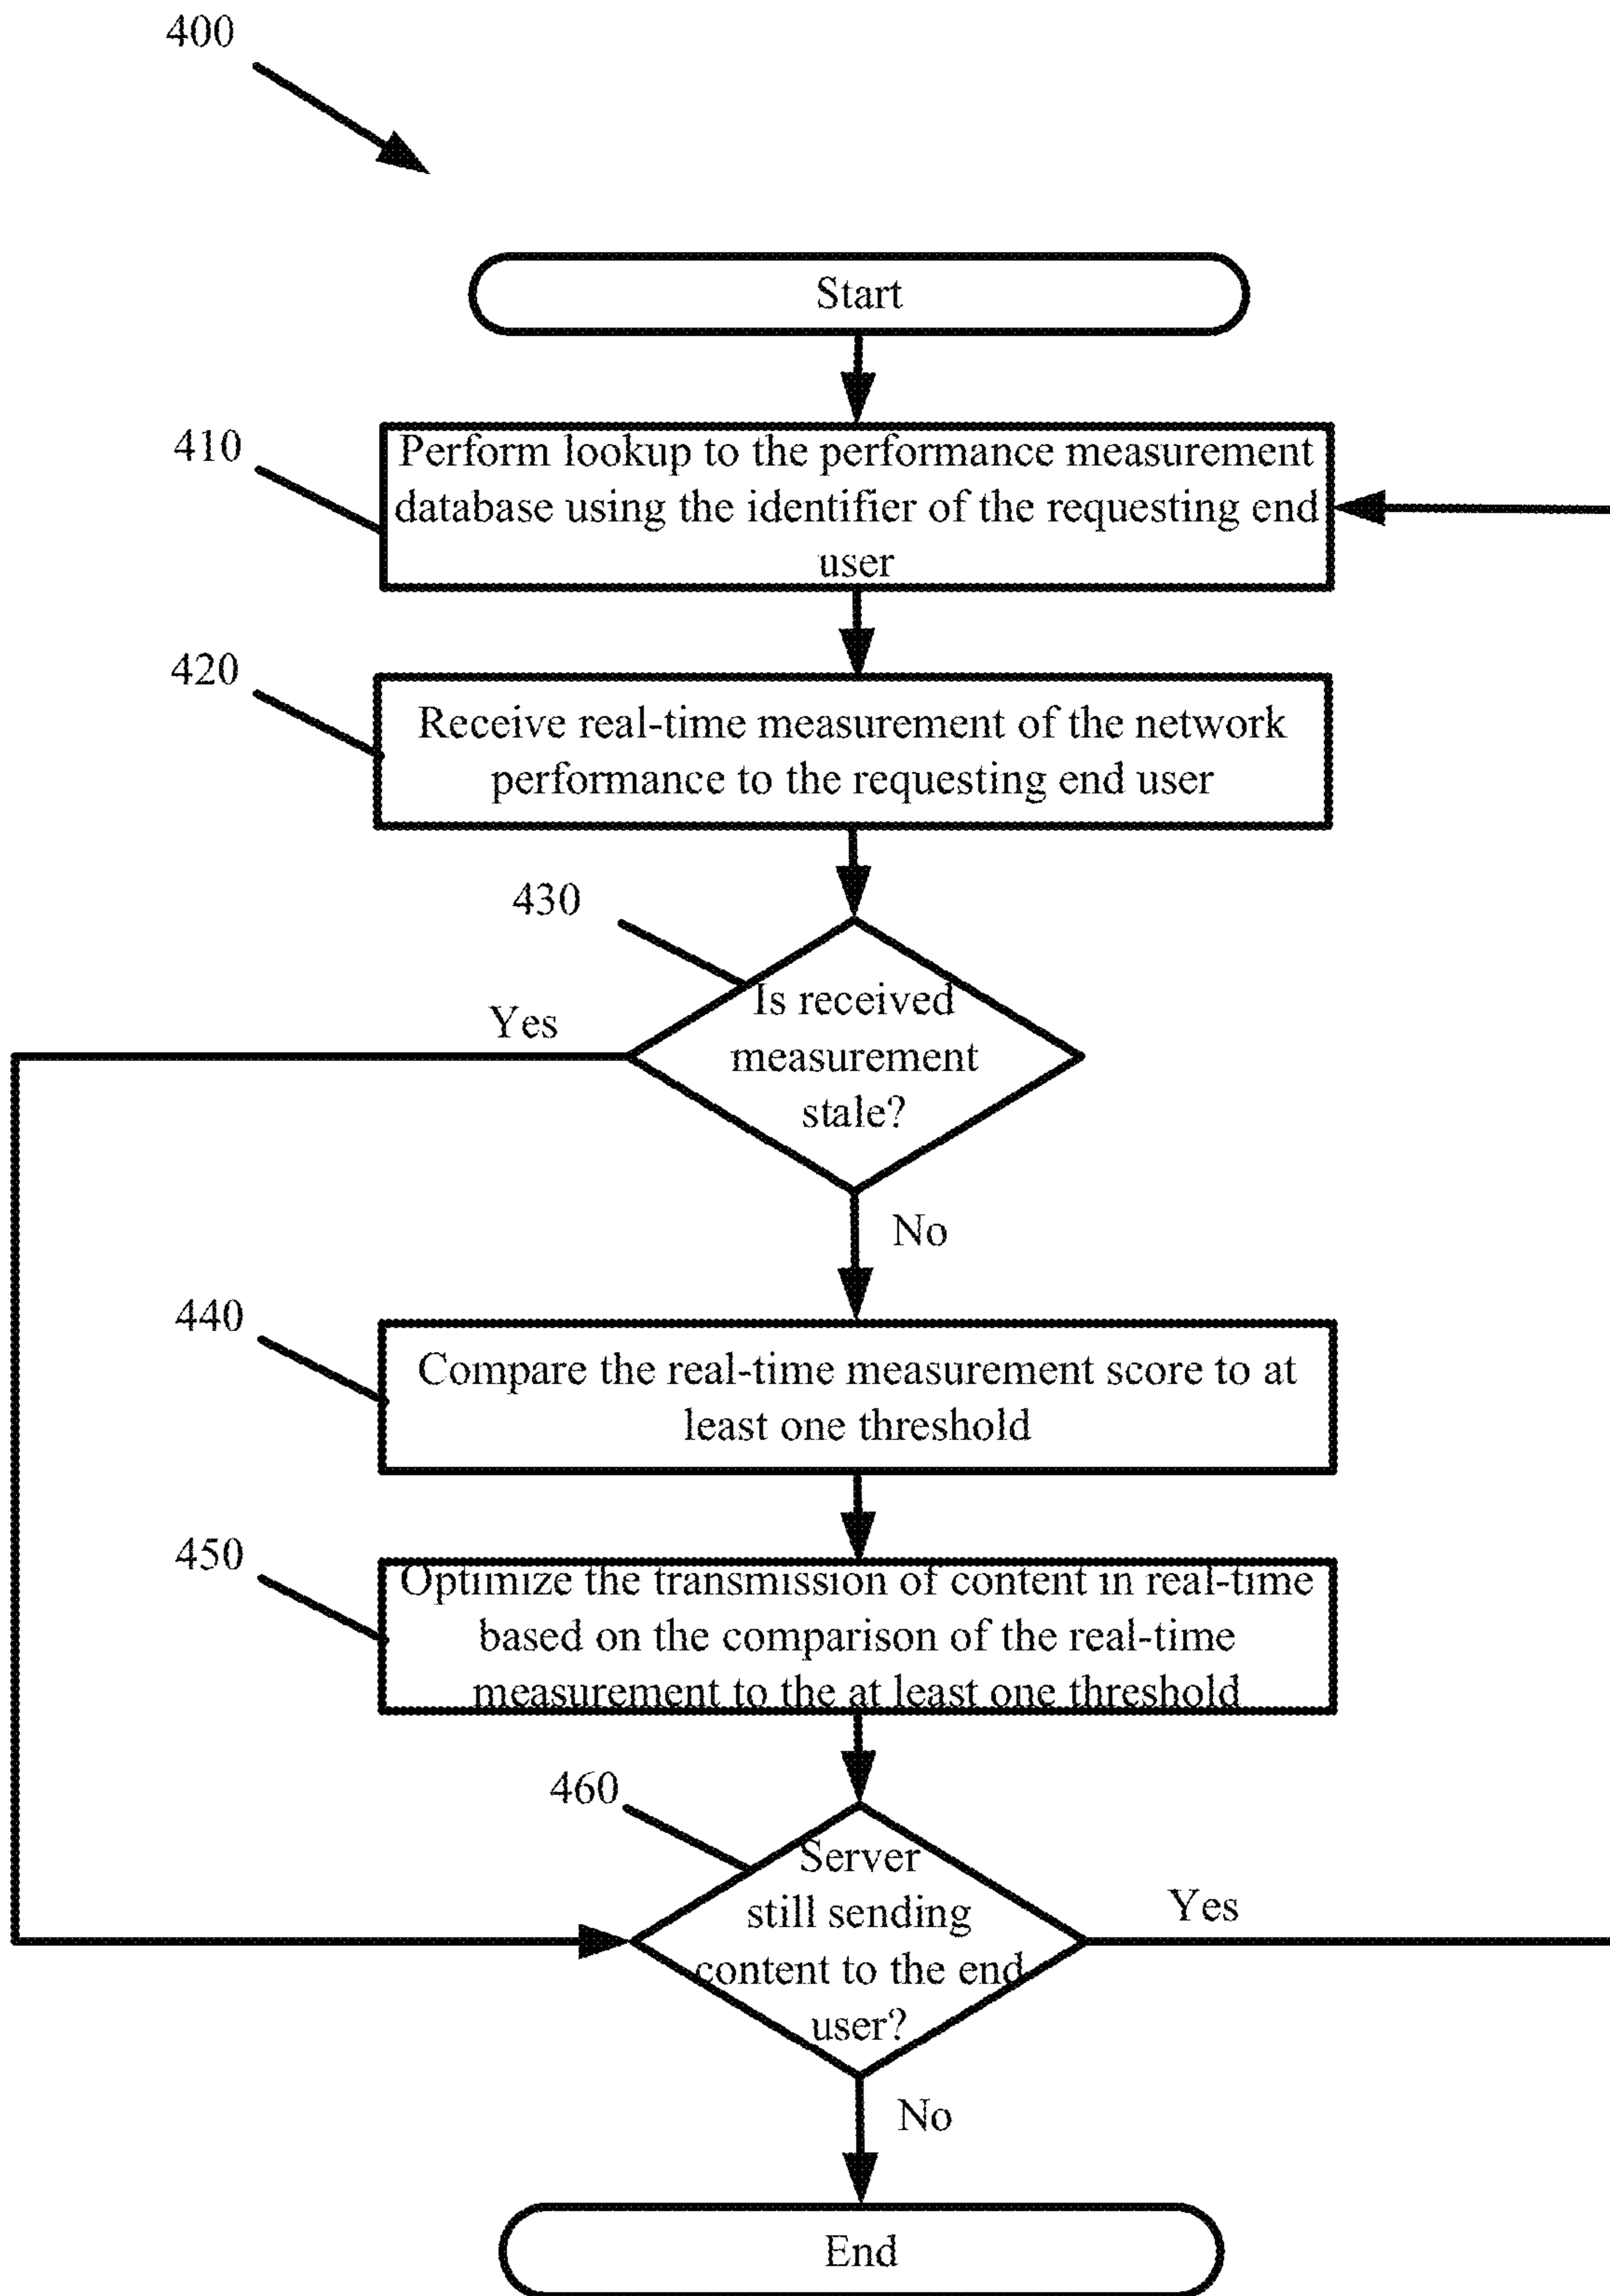 400
Start
410
Perform lookup to the performance measurement
database using the identifier of the requesting end
user
420
Receive real-time measurement of the network
performance to the requesting end user
430
Is received
measurement
stale?
Yes
No
440
Compare the real-time measurement score to at
least one threshold
450
Optimize the transmission of content in real-time
based on the comparison of the real-time
measurement to the at least one threshold
460
Server
still sending
content to the end
user?
Yes
No
End